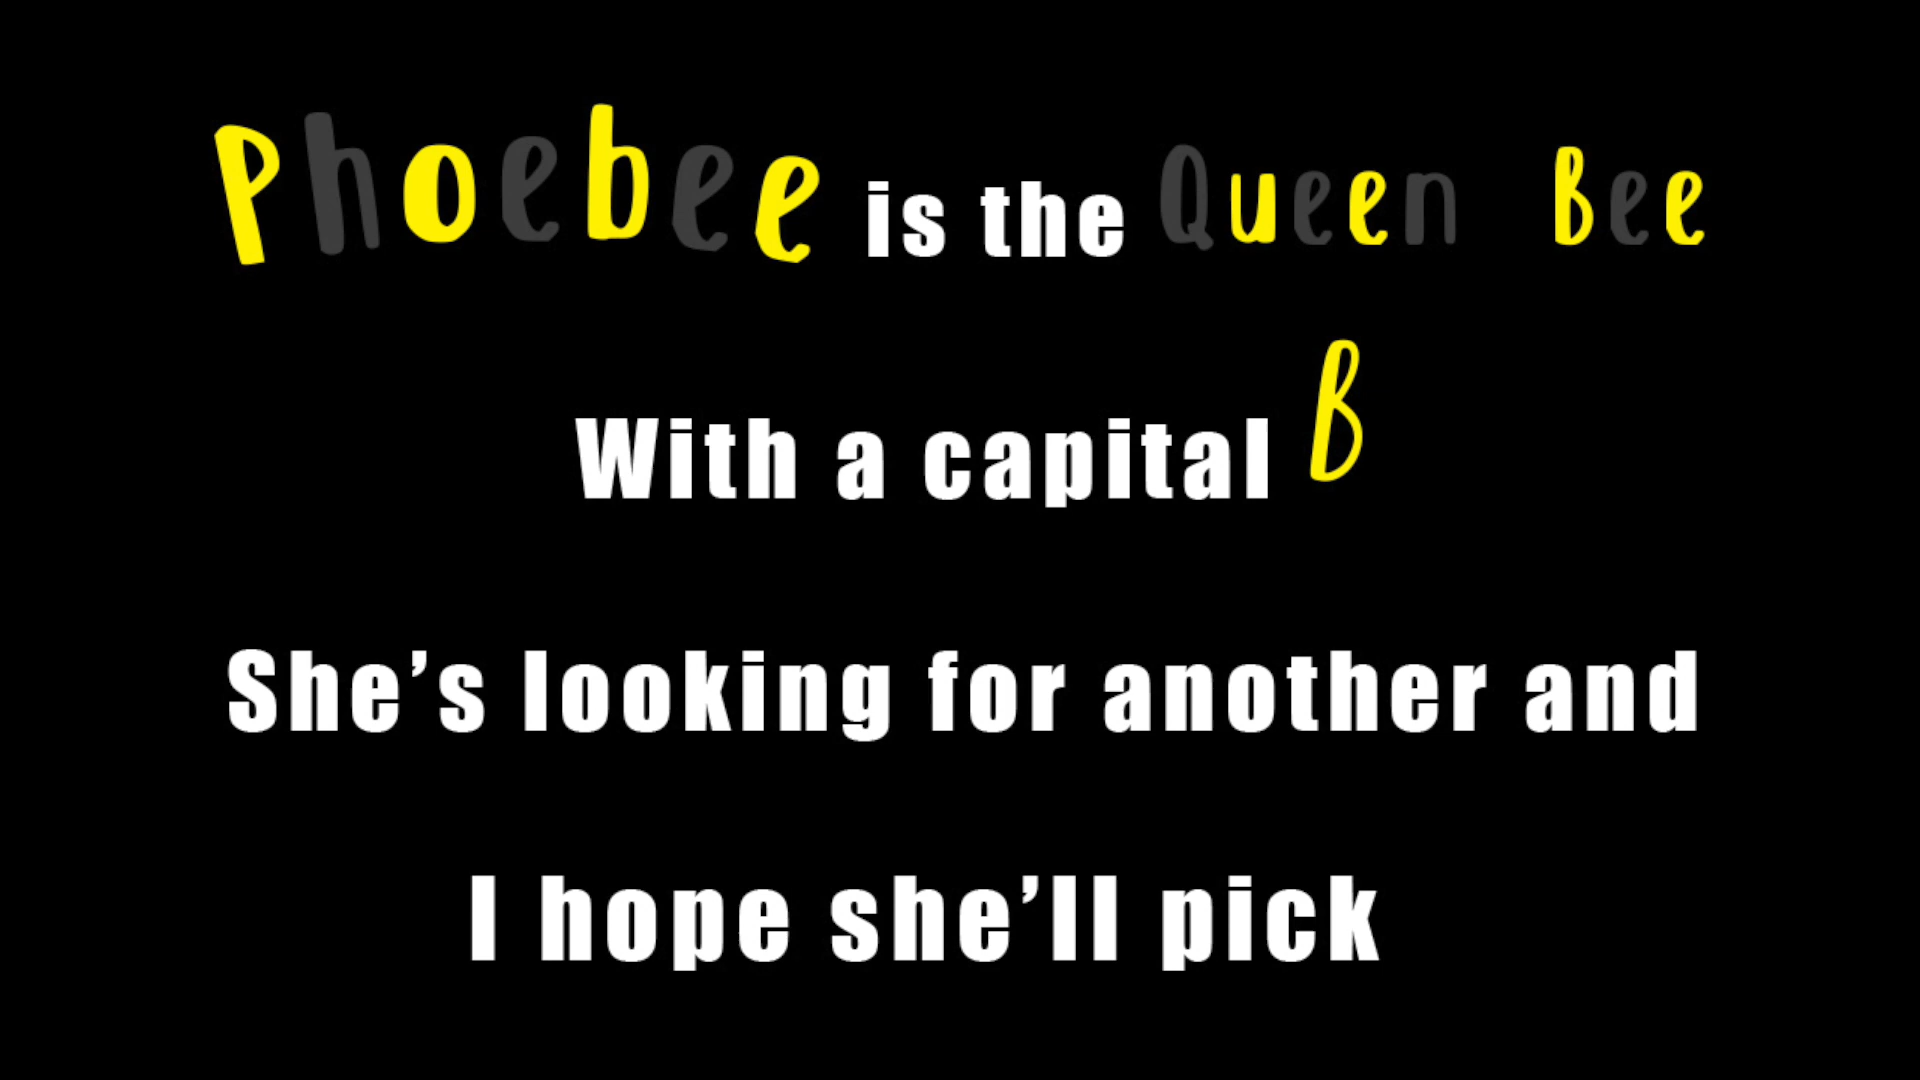 Phoebee is the Queen Bee
With a capital B
She’s looking for another and
I hope she’ll pick